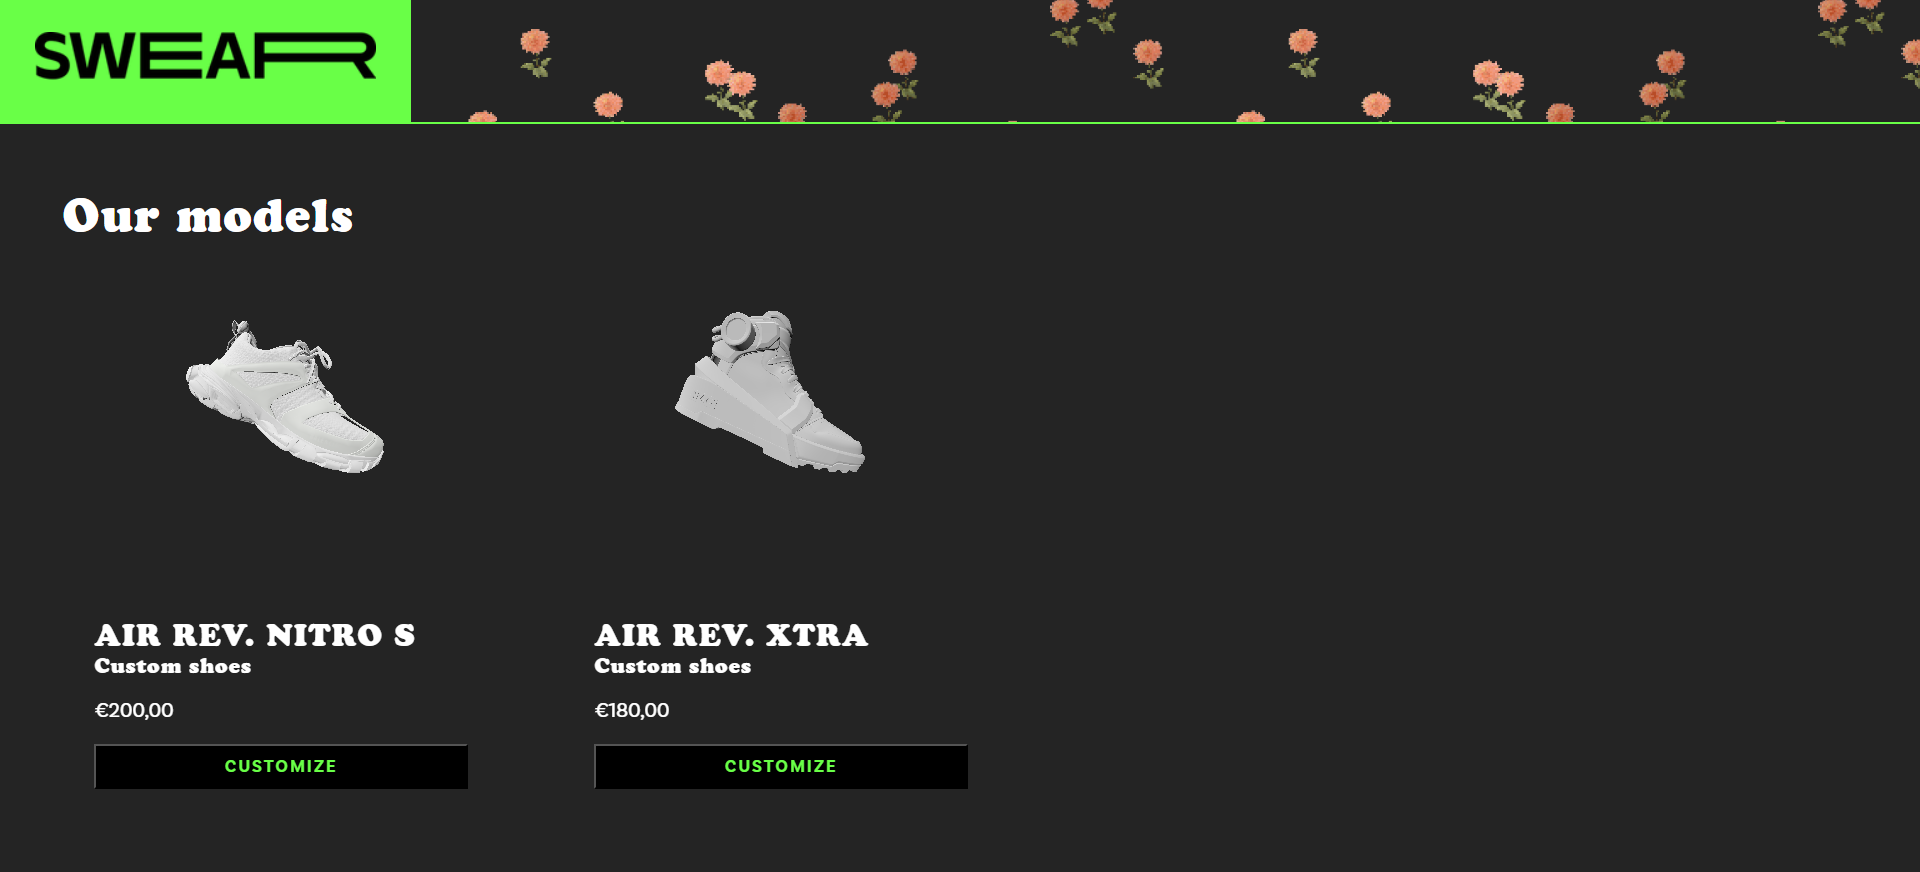 SWEAR
Our models
AIR REV. NITRO S
Custom shoes
€200,00
CUSTOMIZE
AIR REV. XTRA
Custom shoes
€180,00
CUSTOMIZE